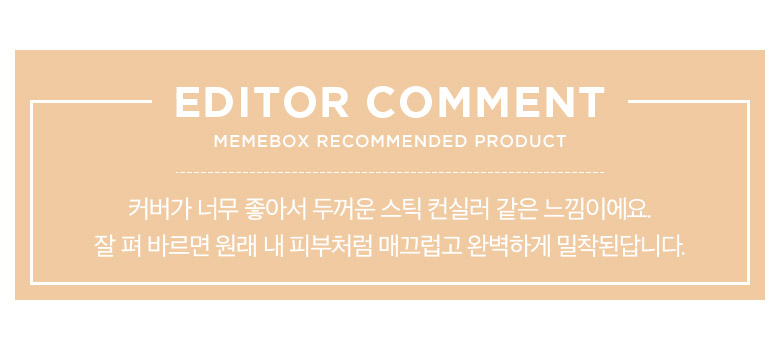 EDITOR COMMENT
MEMEBOX RECOMMENDED PRODUCT
커버가 너무 좋아서 두꺼운 스틱 컨실러 같은 느낌이에요.
잘 펴 바르면 원래 내 피부처럼 매끄럽고 완벽하게 밀착된답니다.